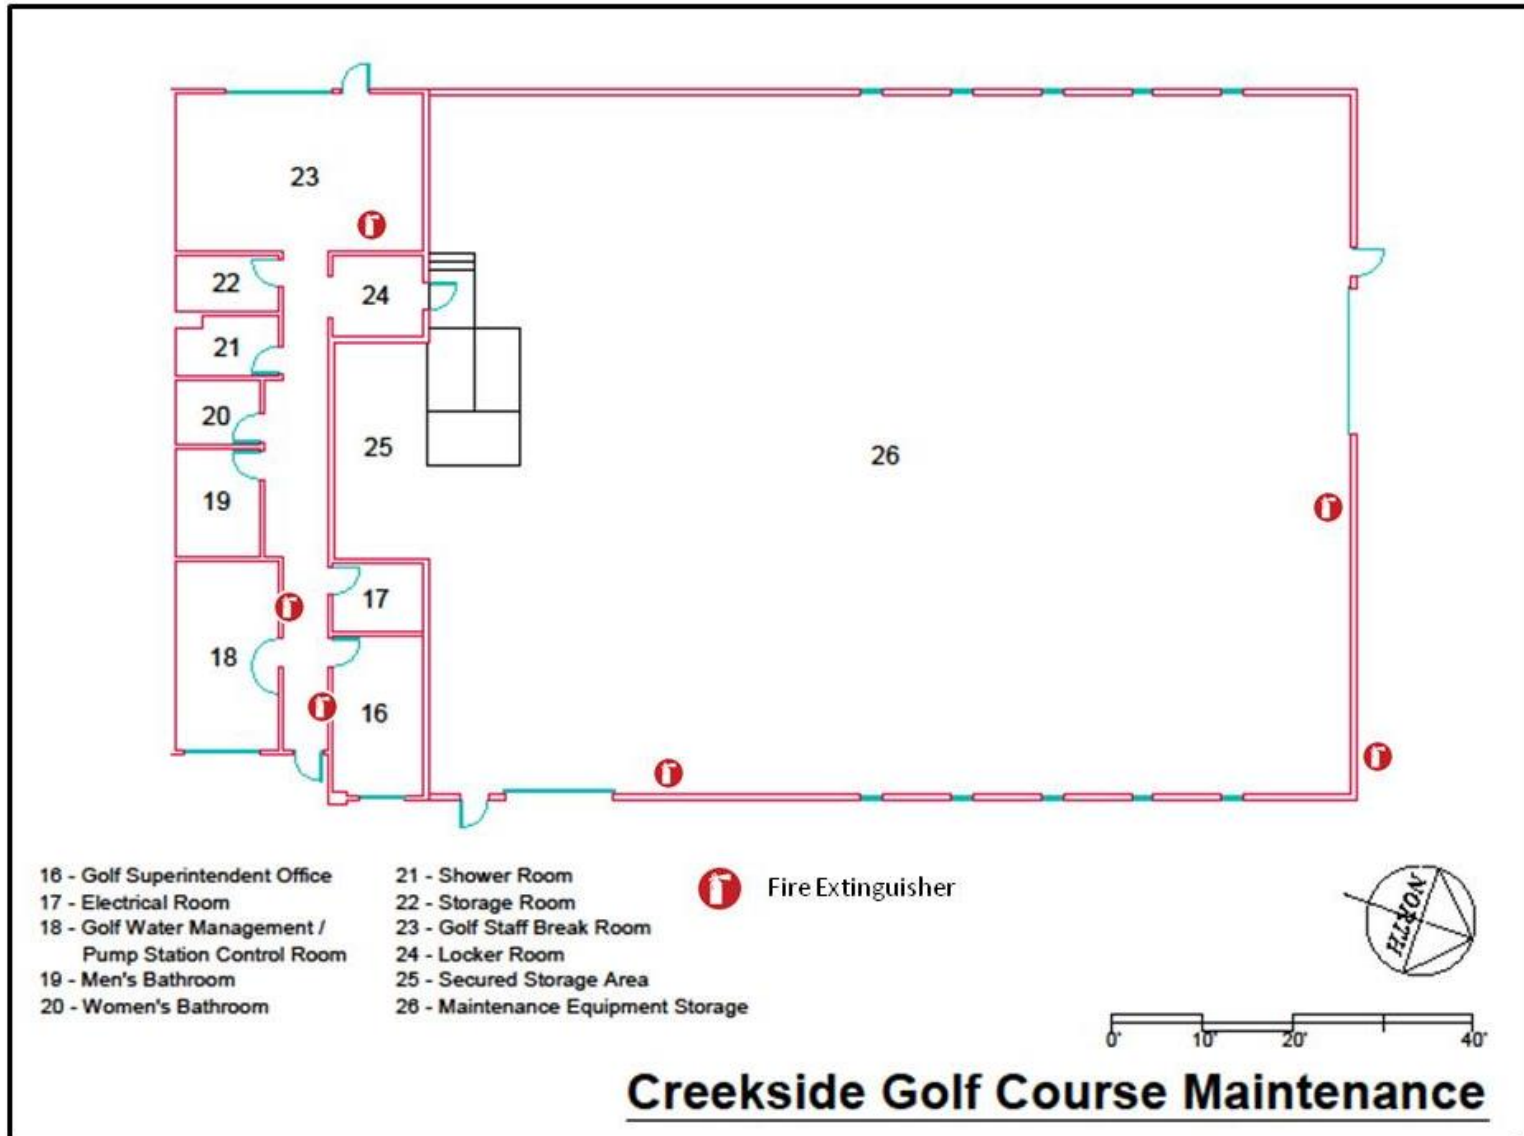 23
22
24
21
20
25
26
19
17
18
16
16 - Golf Superintendent Office
17 - Electrical Room
18 - Golf Water Management /
Pump Station Control Room
19 - Men's Bathroom
20 - Women's Bathroom
21 - Shower Room
22 - Storage Room
23 - Golf Staff Break Room
24 - Locker Room
25 - Secured Storage Area
26 - Maintenance Equipment Storage
Fire Extinguisher
NORTH
0' 10' 20' 40'
Creekside Golf Course Maintenance